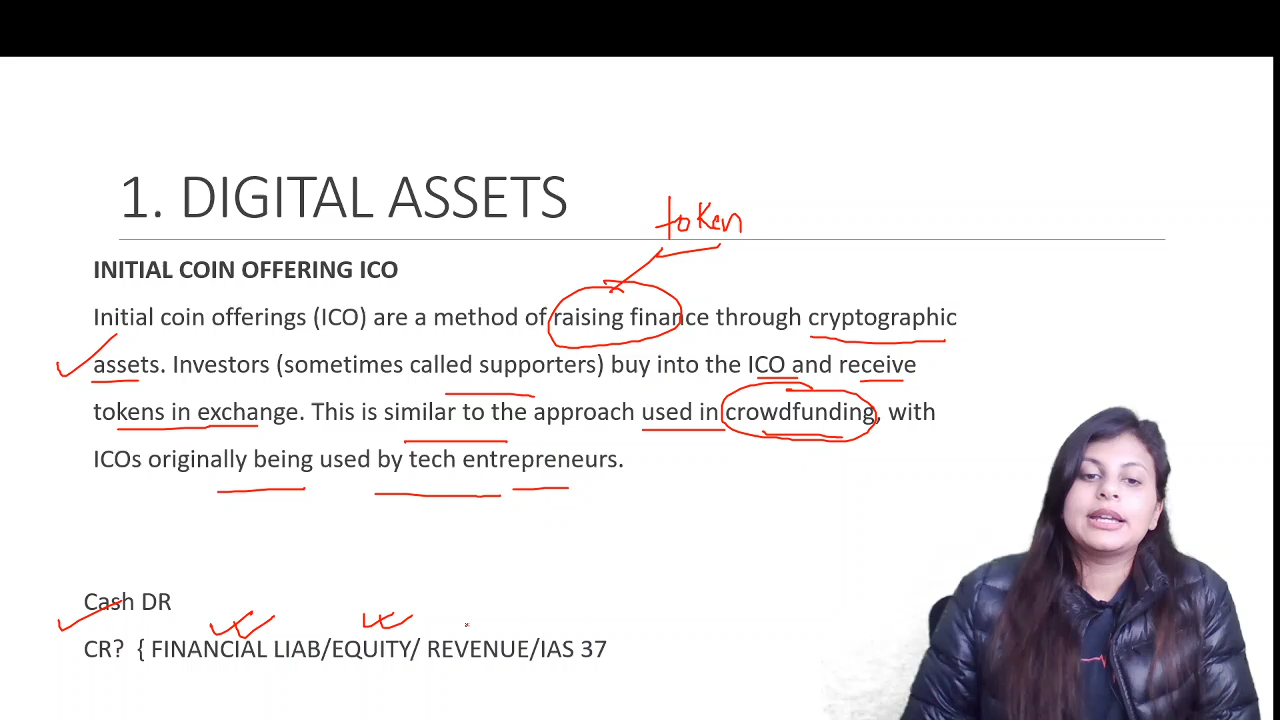 1. DIGITAL ASSETS
token
INITIAL COIN OFFERING ICO
Initial coin offerings (ICO) are a method of raising finance through cryptographic
assets. Investors (sometimes called supporters) buy into the ICO and receive
tokens in exchange. This is similar to the approach used in crowdfunding, with
ICOs originally being used by tech entrepreneurs.
Cash DR
CR? { FINANCIAL LIAB/EQUITY/ REVENUE/IAS 37